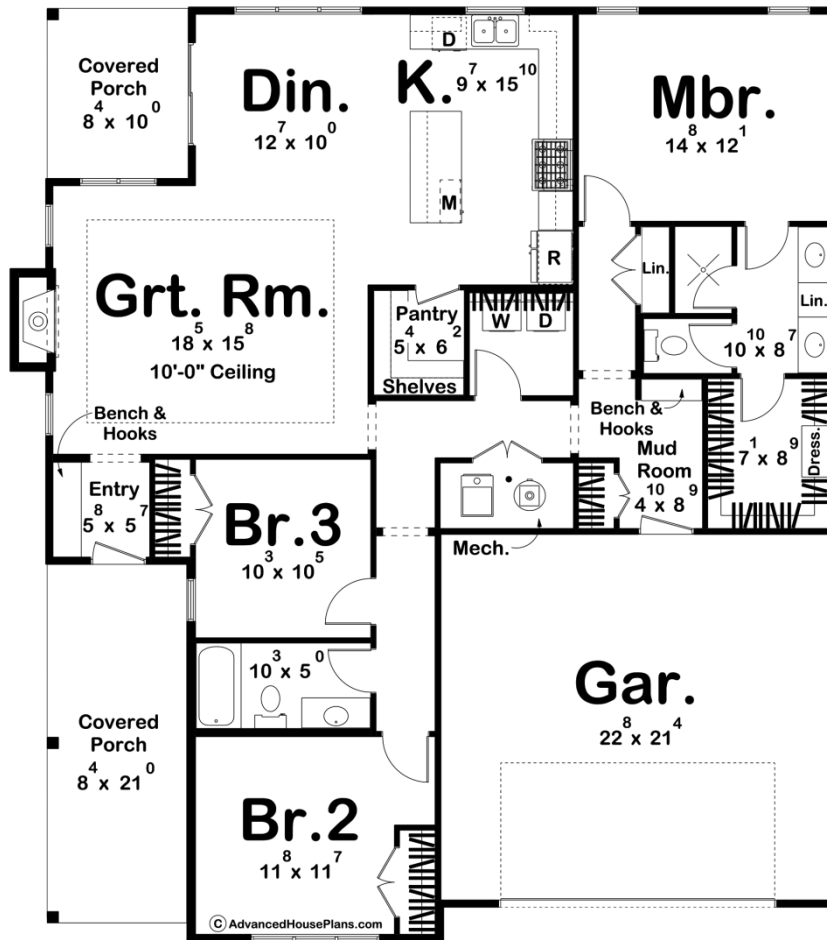 Covered
Porch
8⁴ x 10⁰
Din.
12⁷ x 10⁰
K.
9⁷ x 15¹⁰
D
M
R
Mbr.
14⁸ x 12¹
Grt. Rm.
18⁵ x 15⁸
10'-0" Ceiling
Pantry
5⁴ x 6²
Shelves
W
D
Lin.
Lin.
10¹⁰ x 8⁷
Bench &
Hooks
Entry
5⁸ x 5⁷
Br.3
10³ x 10⁵
Mech.
Bench &
Hooks
Mud
Room
4¹⁰ x 8⁹
7¹ x 8⁹
Dress.
10³ x 5⁰
Covered
Porch
8⁴ x 21⁰
Gar.
22⁸ x 21⁴
Br.2
11⁸ x 11⁷
© AdvancedHousePlans.com